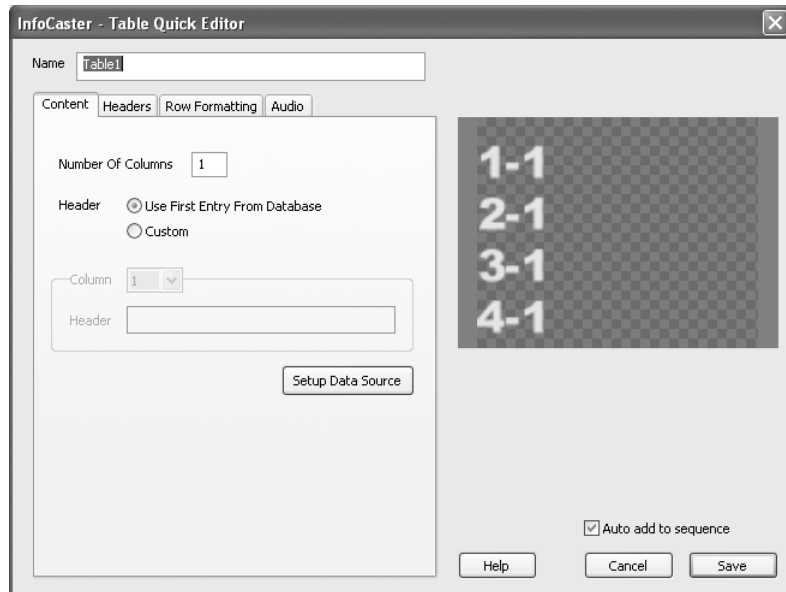 InfoCaster - Table Quick Editor
Name Table1
Content Headers Row Formatting Audio
Number Of Columns 1
Header Use First Entry From Database
Custom
Column 1
Header
Setup Data Source
1-1
2-1
3-1
4-1
Auto add to sequence
Help Cancel Save